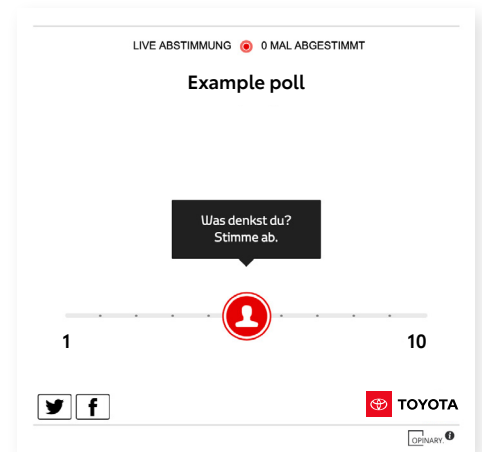 LIVE ABSTIMMUNG 0 MAL ABGESTIMMT
Example poll
Was denkst du?
Stimme ab.
1 10
TOYOTA
OPINARY.